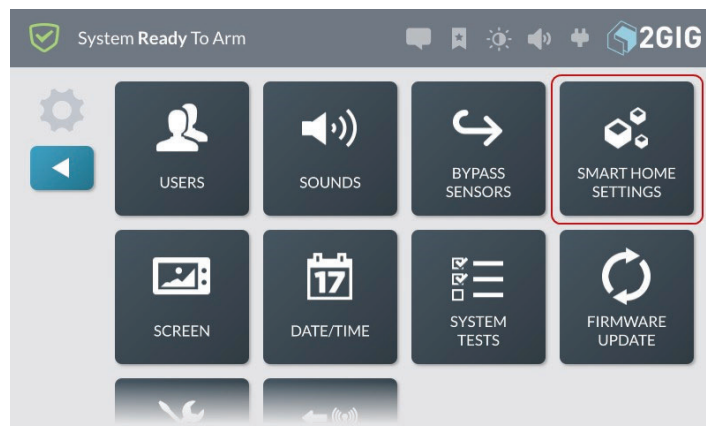 System Ready To Arm
2GIG
USERS
SOUNDS
BYPASS
SENSORS
SMART HOME
SETTINGS
SCREEN
17
DATE/TIME
SYSTEM
TESTS
FIRMWARE
UPDATE